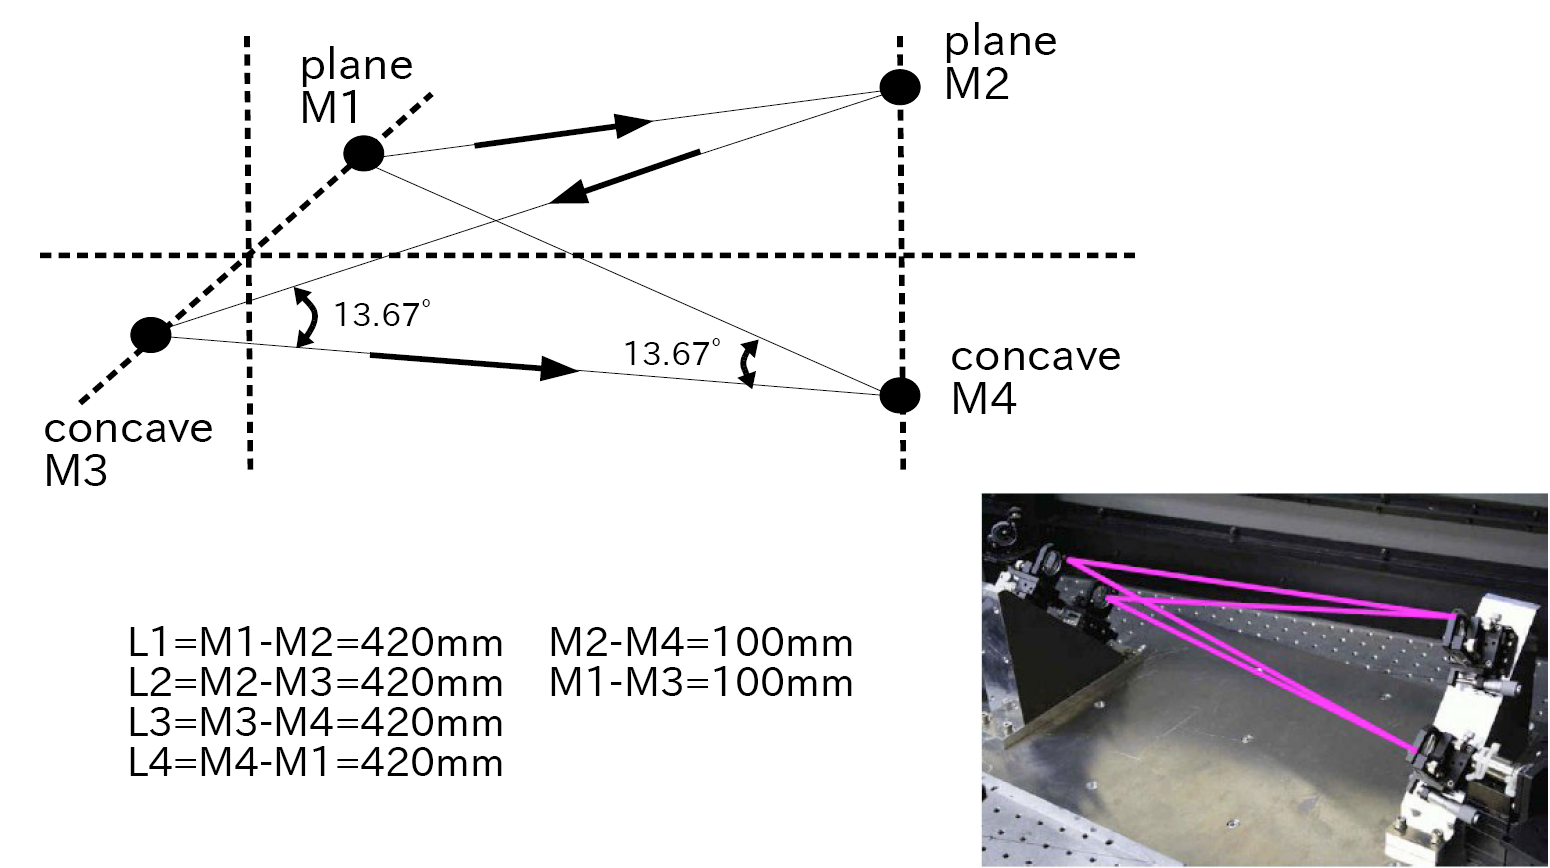 plane
M1
plane
M2
13.67°
13.67°
concave
M4
concave
M3
L1=M1-M2=420mm M2-M4=100mm
L2=M2-M3=420mm M1-M3=100mm
L3=M3-M4=420mm
L4=M4-M1=420mm